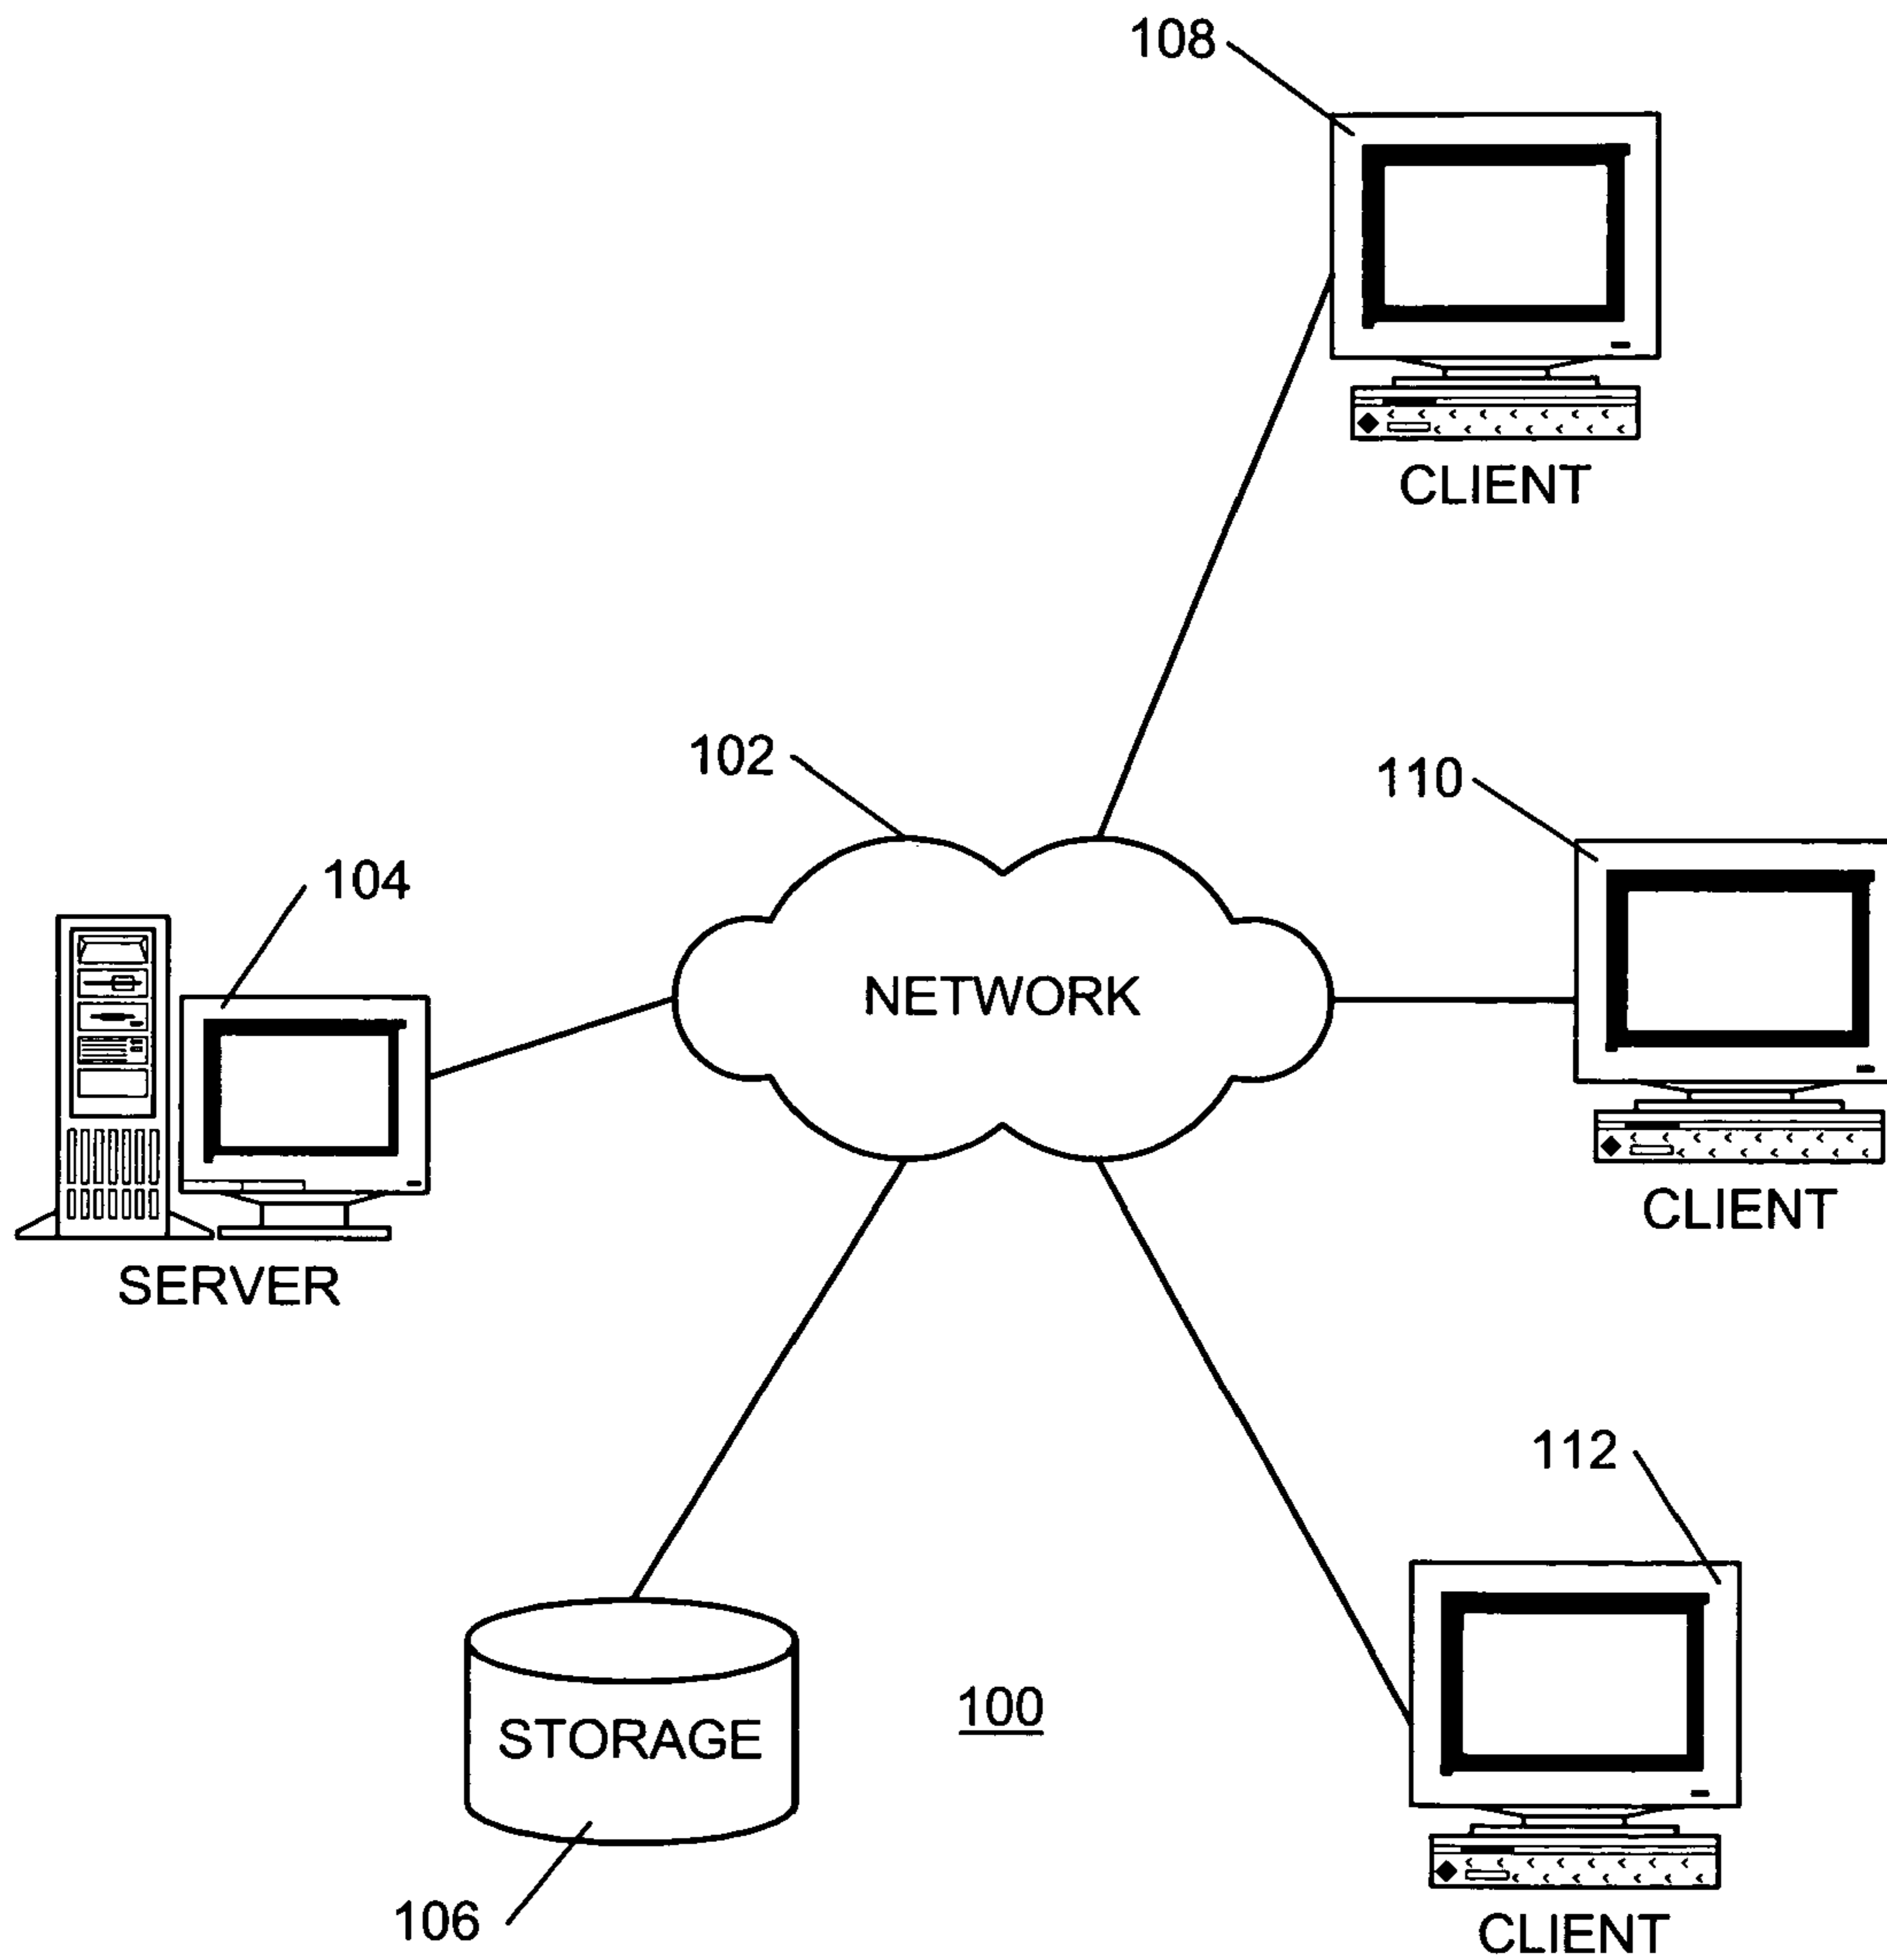 108
CLIENT
102
110
104
NETWORK
CLIENT
SERVER
112
100
STORAGE
106
CLIENT